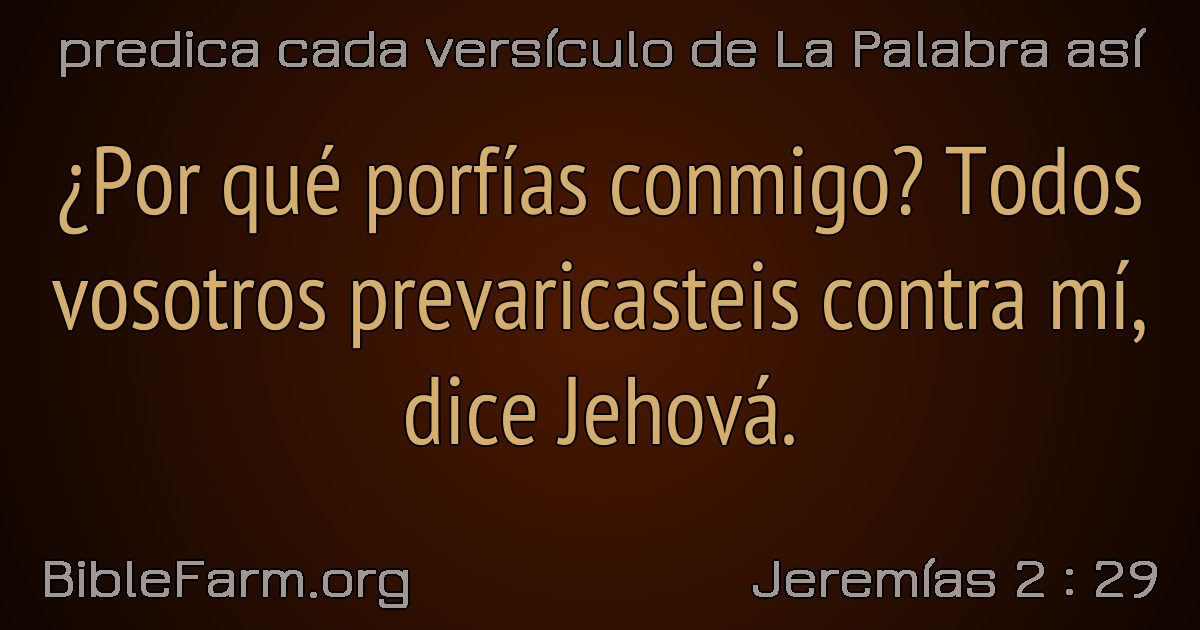 predica cada versículo de La Palabra así
¿Por qué porfías conmigo? Todos
vosotros prevaricasteis contra mí,
dice Jehová.
BibleFarm.org
Jeremías 2 : 29